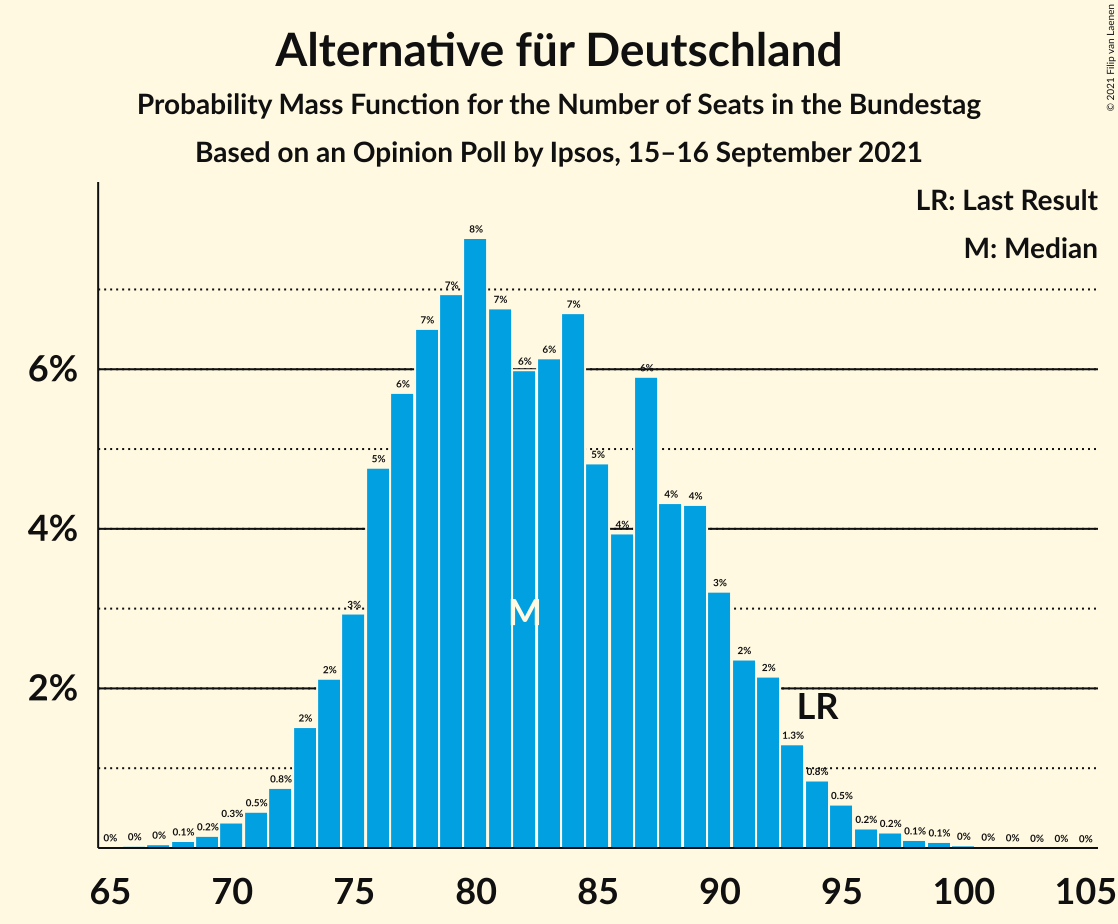 Alternative für Deutschland
Probability Mass Function for the Number of Seats in the Bundestag
Based on an Opinion Poll by Ipsos, 15–16 September 2021
© 2021 Filip van Laenen
LR: Last Result
M: Median
6%
4%
2%
0% 0% 0% 0.1% 0.2% 0.3% 0.5% 0.8% 2% 2% 3% 5% 6% 7% 7% 8% 7% 6% 6% 7% 5% 4% 6% 4% 4% 3% 2% 2% 1.3% 0.8% 0.5% 0.2% 0.2% 0.1% 0.1% 0% 0% 0% 0% 0% 0%
M
LR
65 70 75 80 85 90 95 100 105